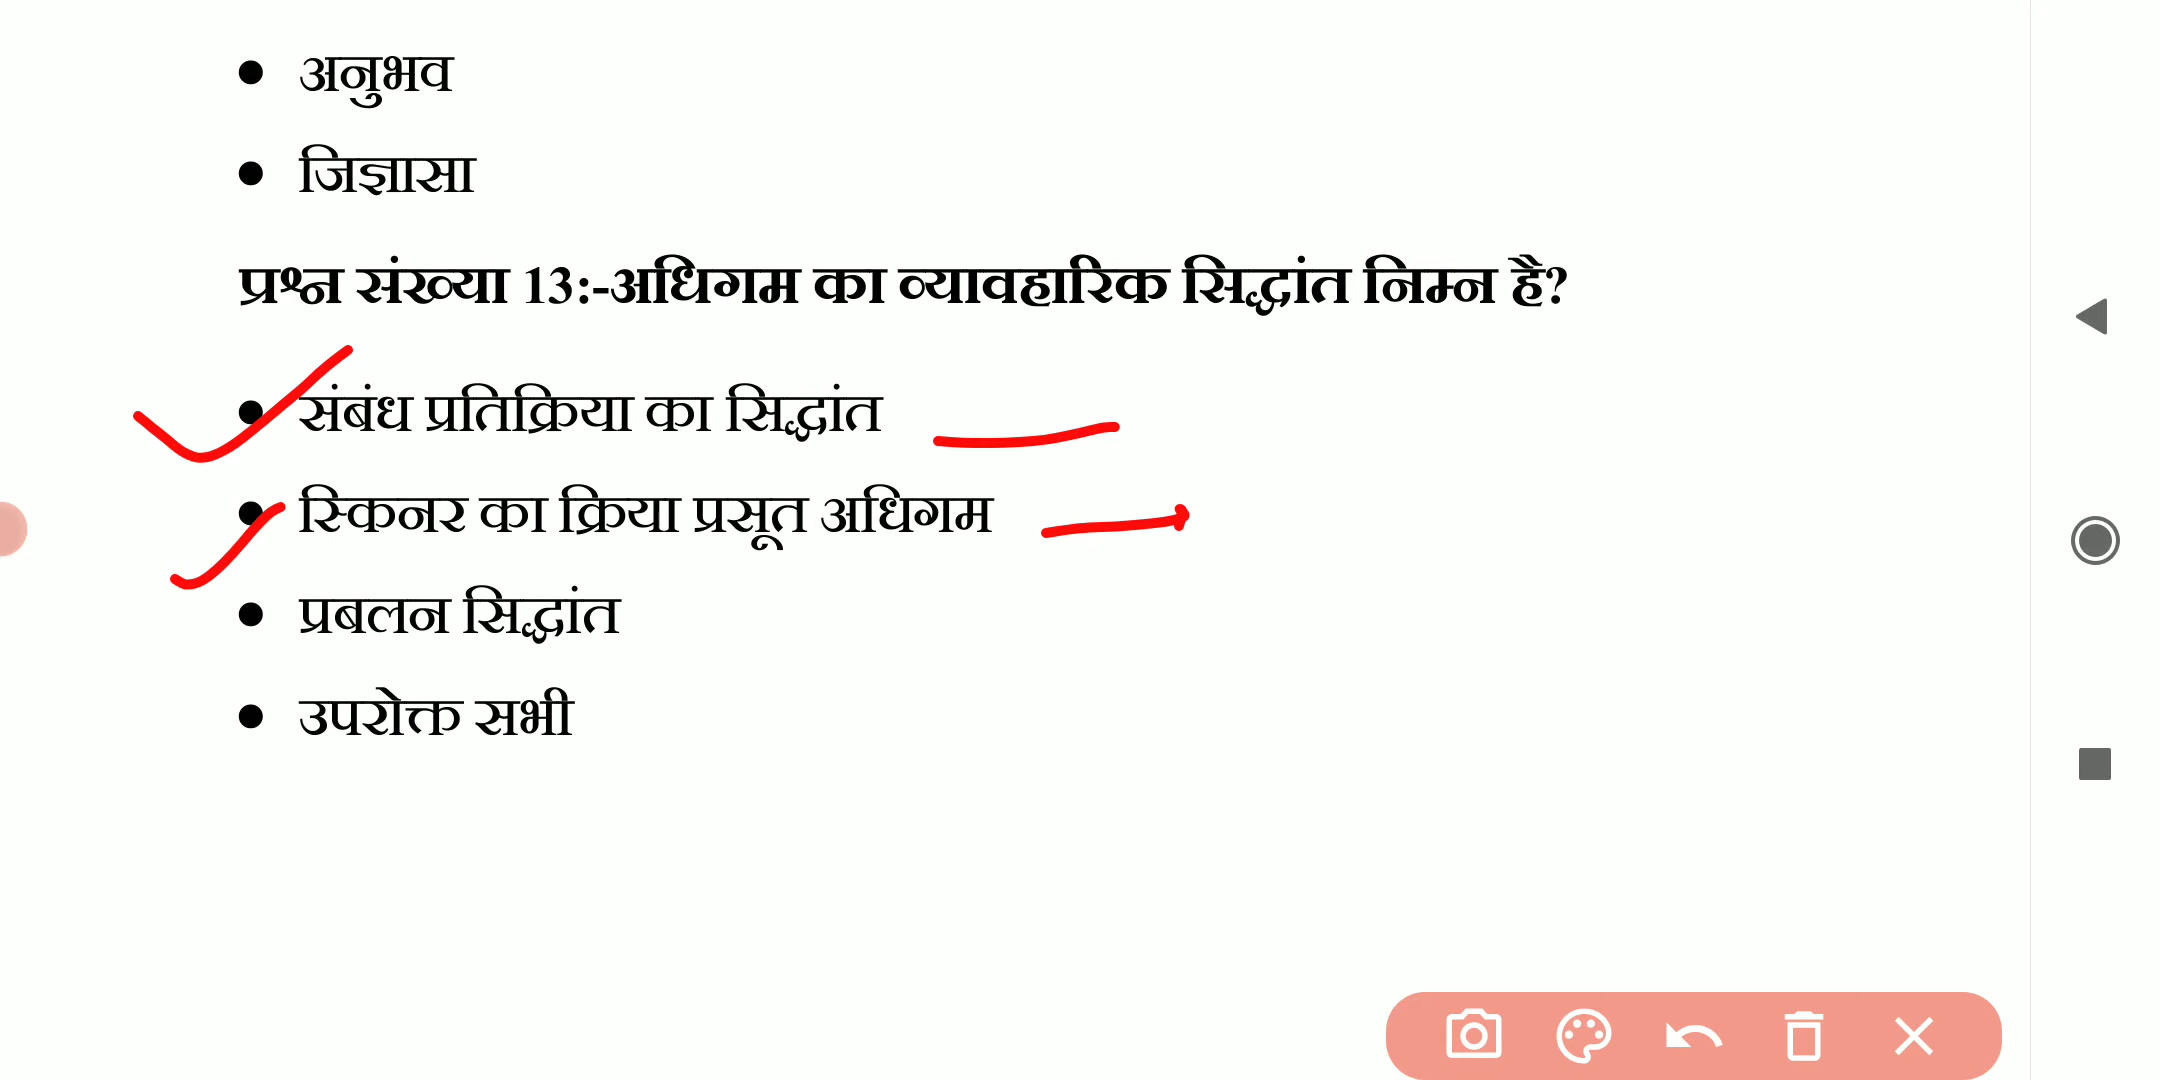 • अनुभव
• जिज्ञासा
प्रश्न संख्या 13:-अधिगम का व्यावहारिक सिद्धांत निम्न है?
• संबंध प्रतिक्रिया का सिद्धांत
• स्किनर का क्रिया प्रसूत अधिगम
• प्रबलन सिद्धांत
• उपरोक्त सभी